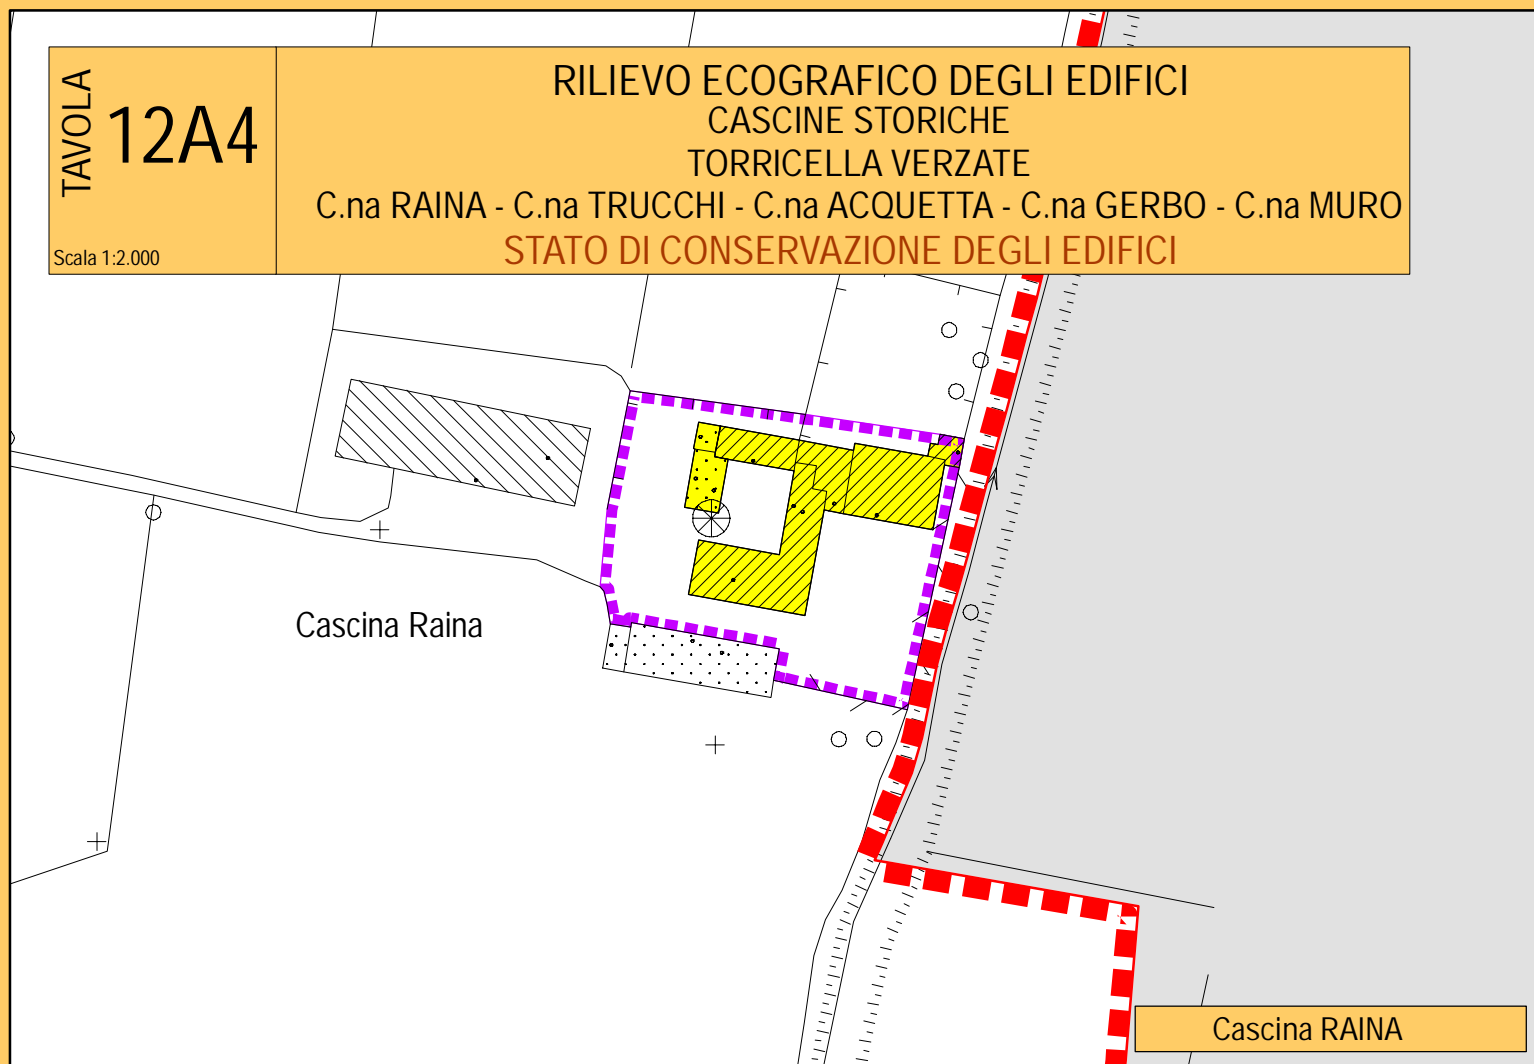 TAVOLA
12A4
Scala 1:2.000
RILIEVO ECOGRAFICO DEGLI EDIFICI
CASCINE STORICHE
TORRICELLA VERZATE
C.na RAINA - C.na TRUCCHI - C.na ACQUETTA - C.na GERBO - C.na MURO
STATO DI CONSERVAZIONE DEGLI EDIFICI
Cascina Raina
Cascina RAINA